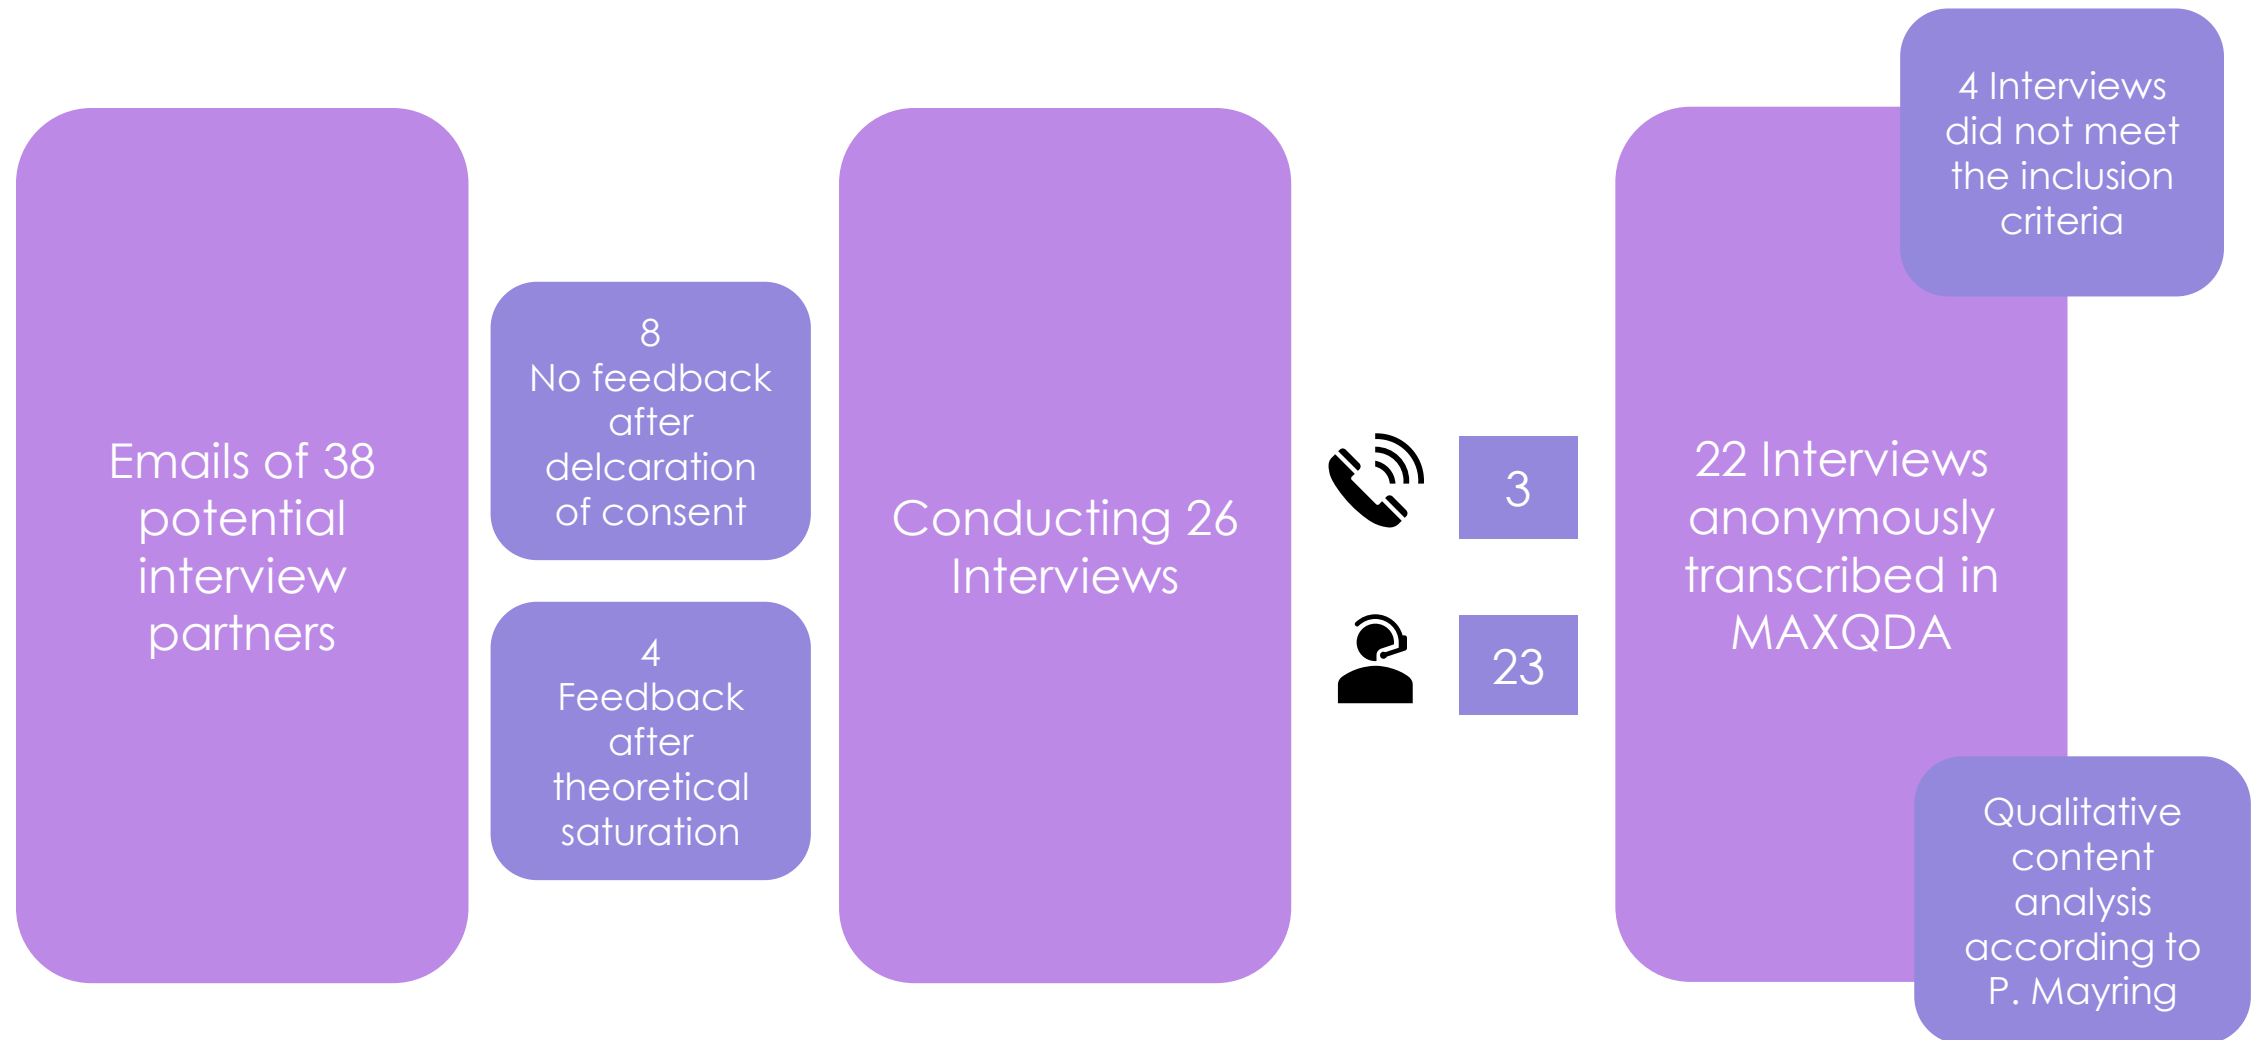 Emails of 38
potential
interview
partners
8
No feedback
after
delcaration
of consent
4
Feedback
after
theoretical
saturation
Conducting 26
Interviews
3
23
4 Interviews
did not meet
the inclusion
criteria
22 Interviews
anonymously
transcribed in
MAXQDA
Qualitative
content
analysis
according to
P. Mayring